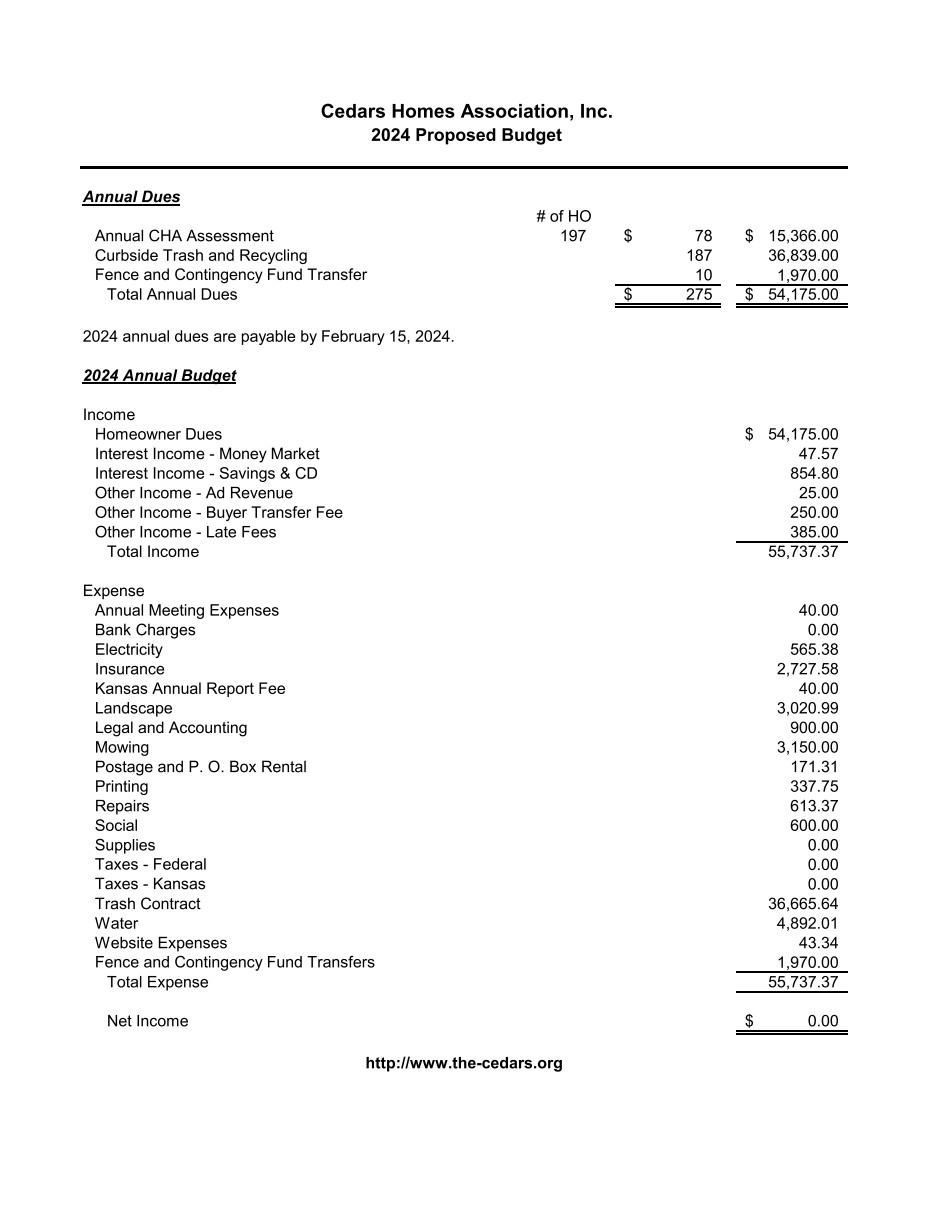 Cedars Homes Association, Inc.
2024 Proposed Budget
Annual Dues
# of HO
Annual CHA Assessment 197 $ 78 $ 15,366.00
Curbside Trash and Recycling 187 36,839.00
Fence and Contingency Fund Transfer 10 1,970.00
Total Annual Dues $ 275 $ 54,175.00
2024 annual dues are payable by February 15, 2024.
2024 Annual Budget
Income
Homeowner Dues $ 54,175.00
Interest Income - Money Market 47.57
Interest Income - Savings & CD 854.80
Other Income - Ad Revenue 25.00
Other Income - Buyer Transfer Fee 250.00
Other Income - Late Fees 385.00
Total Income 55,737.37
Expense
Annual Meeting Expenses 40.00
Bank Charges 0.00
Electricity 565.38
Insurance 2,727.58
Kansas Annual Report Fee 40.00
Landscape 3,020.99
Legal and Accounting 900.00
Mowing 3,150.00
Postage and P. O. Box Rental 171.31
Printing 337.75
Repairs 613.37
Social 600.00
Supplies 0.00
Taxes - Federal 0.00
Taxes - Kansas 0.00
Trash Contract 36,665.64
Water 4,892.01
Website Expenses 43.34
Fence and Contingency Fund Transfers 1,970.00
Total Expense 55,737.37
Net Income $ 0.00
http://www.the-cedars.org